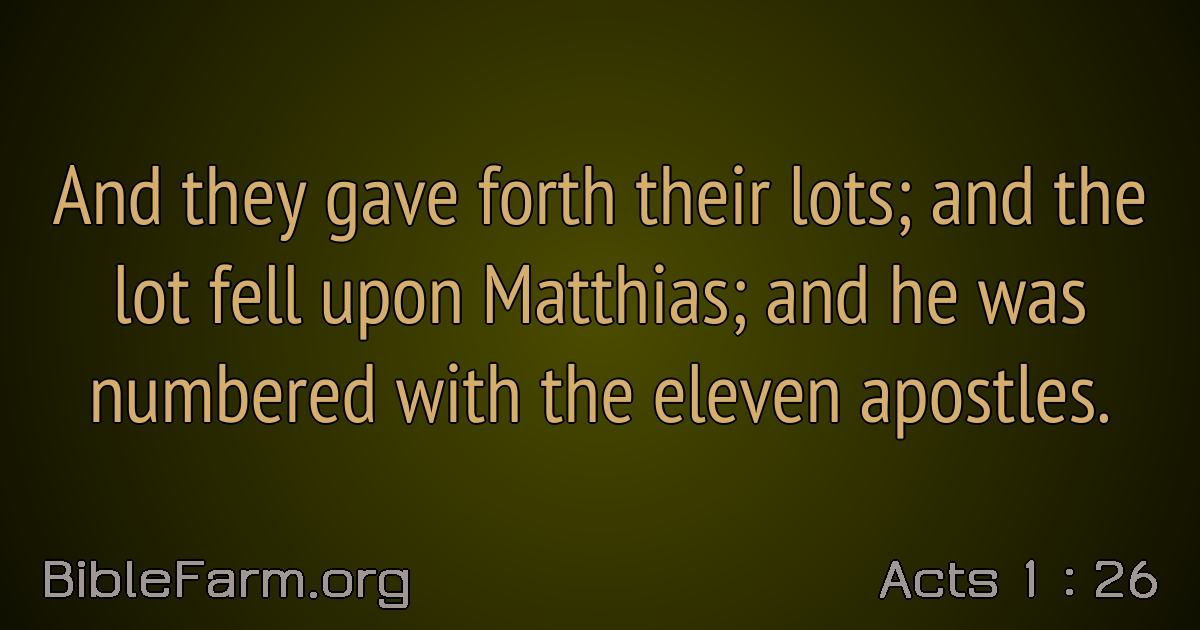 And they gave forth their lots; and the
lot fell upon Matthias; and he was
numbered with the eleven apostles.
BibleFarm.org
Acts 1 : 26